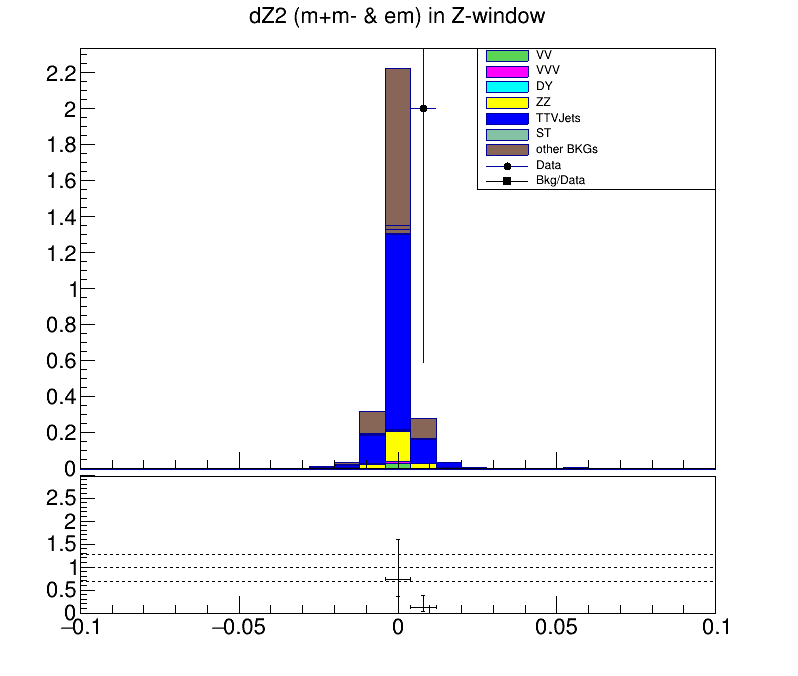 dZ2 (m+m- & em) in Z-window
VV
VVV
DY
ZZ
TTVJets
ST
other BKGs
Data
Bkg/Data
2.2
2
1.8
1.6
1.4
1.2
1
0.8
0.6
0.4
0.2
0
2.5
2
1.5
1
0.5
0
−0.1
−0.05
0
0.05
0.1